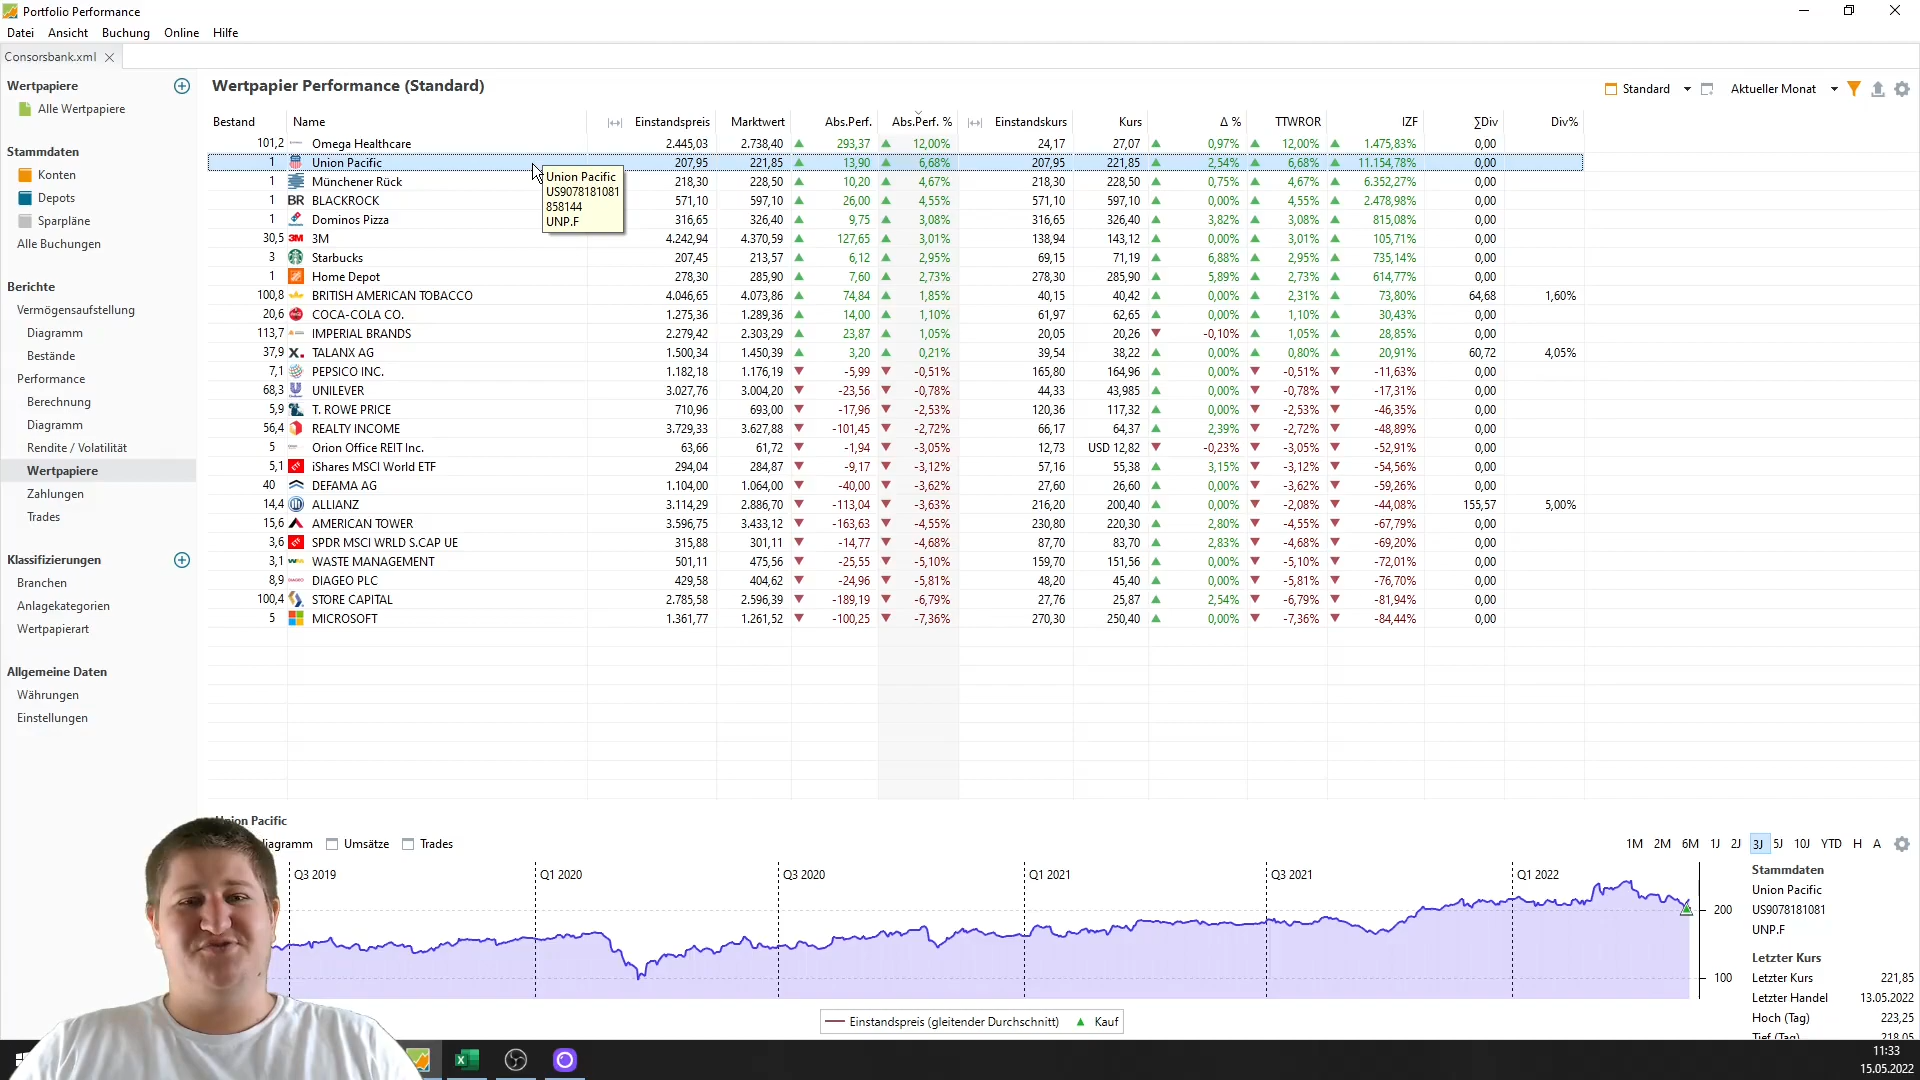 Portfolio Performance
Datei Ansicht Buchung Online Hilfe
Consorsbank.xml
Wertpapiere
Alle Wertpapiere
Stammdaten
Konten
Depots
Sparpläne
Alle Buchungen
Berichte
Vermögensaufstellung
Diagramm
Bestände
Performance
Berechnung
Diagramm
Rendite / Volatilität
Wertpapiere
Zahlungen
Trades
Klassifizierungen
Branchen
Anlagekategorien
Wertpapierart
Allgemeine Daten
Währungen
Einstellungen
Wertpapier Performance (Standard)
Standard Aktueller Monat
Bestand Name Einstandspreis Marktwert Abs.Perf. Abs.Perf. % Einstandskurs Kurs Δ % TTWROR IZF ∑Div Div%
101,2 Omega Healthcare 2.445,03 2.738,40 293,37 12,00% 24,17 27,07 0,97% 12,00% 1.475,83% 0,00
1 Union Pacific 207,95 221,85 13,90 6,68% 207,95 221,85 2,54% 6,68% 11.154,78% 0,00
1 Münchener Rück 218,30 228,50 10,20 4,67% 218,30 228,50 0,75% 4,67% 6.352,27% 0,00
1 BR BLACKROCK 571,10 597,10 26,00 4,55% 571,10 597,10 0,00% 4,55% 2.478,98% 0,00
1 Dominos Pizza 316,65 326,40 9,75 3,08% 316,65 326,40 3,82% 3,08% 815,08% 0,00
30,5 3M 3M 4.242,94 4.370,59 127,65 3,01% 138,94 143,12 0,00% 3,01% 105,71% 0,00
3 Starbucks 207,45 213,57 6,12 2,95% 69,15 71,19 6,88% 2,95% 735,14% 0,00
1 Home Depot 278,30 285,90 7,60 2,73% 278,30 285,90 5,89% 2,73% 614,77% 0,00
100,8 BRITISH AMERICAN TOBACCO 4.046,65 4.073,86 74,84 1,85% 40,15 40,42 0,00% 2,31% 73,80% 64,68 1,60%
20,6 COCA-COLA CO. 1.275,36 1.289,36 14,00 1,10% 61,97 62,65 0,00% 1,10% 30,43% 0,00
113,7 IMPERIAL BRANDS 2.279,42 2.303,29 23,87 1,05% 20,05 20,26 -0,10% 1,05% 28,85% 0,00
37,9 X. TALANX AG 1.500,34 1.450,39 3,20 0,21% 39,54 38,22 0,00% 0,80% 20,91% 60,72 4,05%
7,1 PEPSICO INC. 1.182,18 1.176,19 -5,99 -0,51% 165,80 164,96 0,00% -0,51% -11,63% 0,00
68,3 UNILEVER 3.027,76 3.004,20 -23,56 -0,78% 44,33 43,985 0,00% -0,78% -17,31% 0,00
5,9 T. ROWE PRICE 710,96 693,00 -17,96 -2,53% 120,36 117,32 0,00% -2,53% -46,35% 0,00
56,4 REALTY INCOME 3.729,33 3.627,88 -101,45 -2,72% 66,17 64,37 2,39% -2,72% -48,89% 0,00
5 Orion Office REIT Inc. 63,66 61,72 -1,94 -3,05% 12,73 USD 12,82 -0,23% -3,05% -52,91% 0,00
5,1 iShares MSCI World ETF 294,04 284,87 -9,17 -3,12% 57,16 55,38 3,15% -3,12% -54,56% 0,00
40 DEFAMA AG 1.104,00 1.064,00 -40,00 -3,62% 27,60 26,60 0,00% -3,62% -59,26% 0,00
14,4 ALLIANZ 3.114,29 2.886,70 -113,04 -3,63% 216,20 200,40 0,00% -2,08% -44,08% 155,57 5,00%
15,6 AMERICAN TOWER 3.596,75 3.433,12 -163,63 -4,55% 230,80 220,30 2,80% -4,55% -67,79% 0,00
3,6 SPDR MSCI WRLD S.CAP UE 315,88 301,11 -14,77 -4,68% 87,70 83,70 2,83% -4,68% -69,20% 0,00
3,1 WASTE MANAGEMENT 501,11 475,56 -25,55 -5,10% 159,70 151,56 0,00% -5,10% -72,01% 0,00
8,9 DIAGEO PLC 429,58 404,62 -24,96 -5,81% 48,20 45,40 0,00% -5,81% -76,70% 0,00
100,4 STORE CAPITAL 2.785,58 2.596,39 -189,19 -6,79% 27,76 25,87 2,54% -6,79% -81,94% 0,00
5 MICROSOFT 1.361,77 1.261,52 -100,25 -7,36% 270,30 250,40 0,00% -7,36% -84,44% 0,00
Union Pacific
US9078181081
858144
UNP.F
Union Pacific
Umsätze Trades
1M 2M 6M 1J 2J 3J 5J 10J YTD H A
Q3 2019 Q1 2020 Q3 2020 Q1 2021 Q3 2021 Q1 2022
200
100
Einstandspreis (gleitender Durchschnitt) Kauf
Stammdaten
Union Pacific
US9078181081
UNP.F
Letzter Kurs
Letzter Kurs 221,85
Letzter Handel 13.05.2022
Hoch (Tag) 223,25
Tief (Tag) 218,05
11:33
15.05.2022